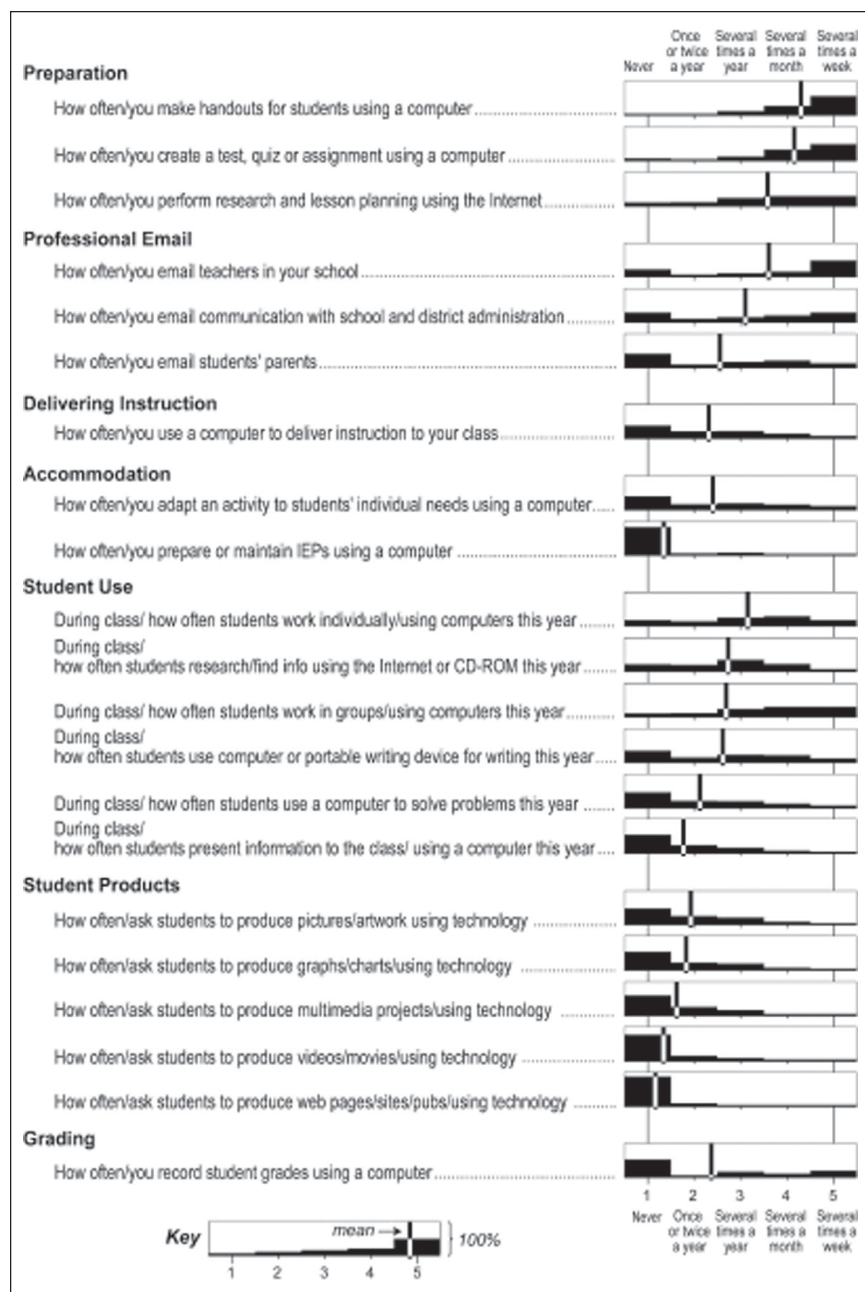 Never
Once
or twice
a year
Several
times a
year
Several
times a
month
Several
times a
week
Preparation
How often/you make handouts for students using a computer
How often/you create a test, quiz or assignment using a computer
How often/you perform research and lesson planning using the Internet
Professional Email
How often/you email teachers in your school
How often/you email communication with school and district administration
How often/you email students' parents
Delivering Instruction
How often/you use a computer to deliver instruction to your class
Accommodation
How often/you adapt an activity to students' individual needs using a computer
How often/you prepare or maintain IEPs using a computer
Student Use
During class/ how often students work individually/using computers this year
During class/
how often students research/find info using the Internet or CD-ROM this year
During class/ how often students work in groups/using computers this year
During class/
how often students use computer or portable writing device for writing this year
During class/ how often students use a computer to solve problems this year
During class/
how often students present information to the class/ using a computer this year
Student Products
How often/ask students to produce pictures/artwork using technology
How often/ask students to produce graphs/charts/using technology
How often/ask students to produce multimedia projects/using technology
How often/ask students to produce videos/movies/using technology
How often/ask students to produce web pages/sites/pubs/using technology
Grading
How often/you record student grades using a computer
1 2 3 4 5
Never
Once
or twice
a year
Several
times a
year
Several
times a
month
Several
times a
week
Key
mean
100%
1 2 3 4 5